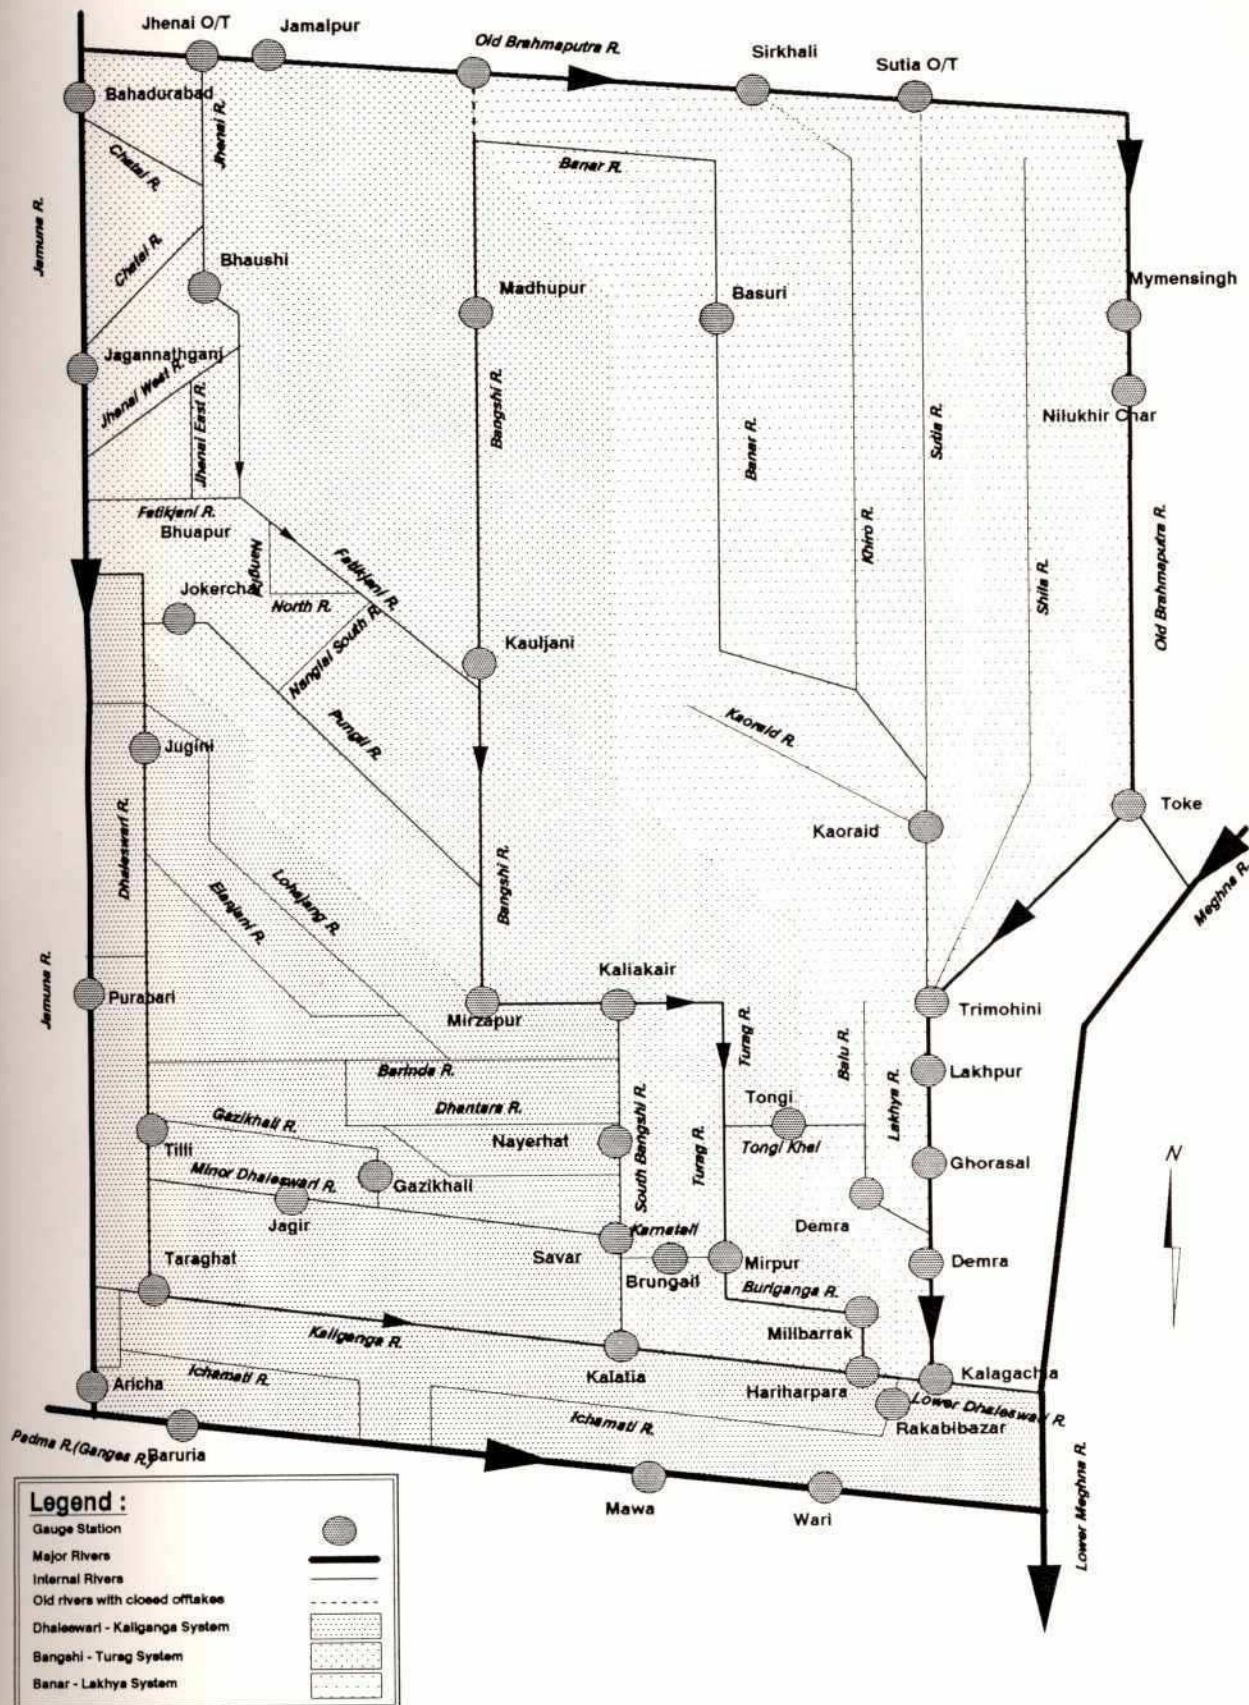 Jhenai O/T
Jamalpur
Old Brahmaputra R.
Sirkhali
Sutia O/T
Bahadurabad
Jhenai R.
Chatal R.
Banar R.
Jamuna R.
Chatal R.
Bhaushi
Madhupur
Basuri
Mymensingh
Jagannathganj
Jhenai West R.
Jhenai East R.
Bangshi R.
Banar R.
Sutia R.
Nilukhir Char
Fatikjani R.
Bhuapur
Khiro R.
Shila R.
Old Brahmaputra R.
Jokerchar
North R.
Fatikjani R.
Nanglai South R.
Kauljani
Pungli R.
Kaoraid R.
Jugini
Toke
Kaoraid
Dhaleswari R.
Bangshi R.
Meghna R.
Elanjani R.
Lohajang R.
Jamuna R.
Purabari
Mirzapur
Kaliakair
Trimohini
Turag R.
Balu R.
Lakhya R.
Barinda R.
Lakhpur
Dhantara R.
South Bangshi R.
Tongi
Gazikhali R.
Nayerhat
Turag R.
Tongi Khal
Tilli
Ghorasal
N
Minor Dhaleswari R.
Gazikhali
Jagir
Demra
Karnatali
Taraghat
Savar
Brungail
Mirpur
Demra
Buriganga R.
Kaliganga R.
Millbarrak
Kalatia
Hariharpara
Kalagachia
Aricha
Ichamati R.
Lower Dhaleswari R.
Ichamati R.
Rakabibazar
Padma R.(Ganges R.)
Baruria
Mawa
Wari
Lower Meghna R.
Legend :
Gauge Station
Major Rivers
Internal Rivers
Old rivers with closed offtakes
Dhaleswari - Kaliganga System
Bangshi - Turag System
Banar - Lakhya System